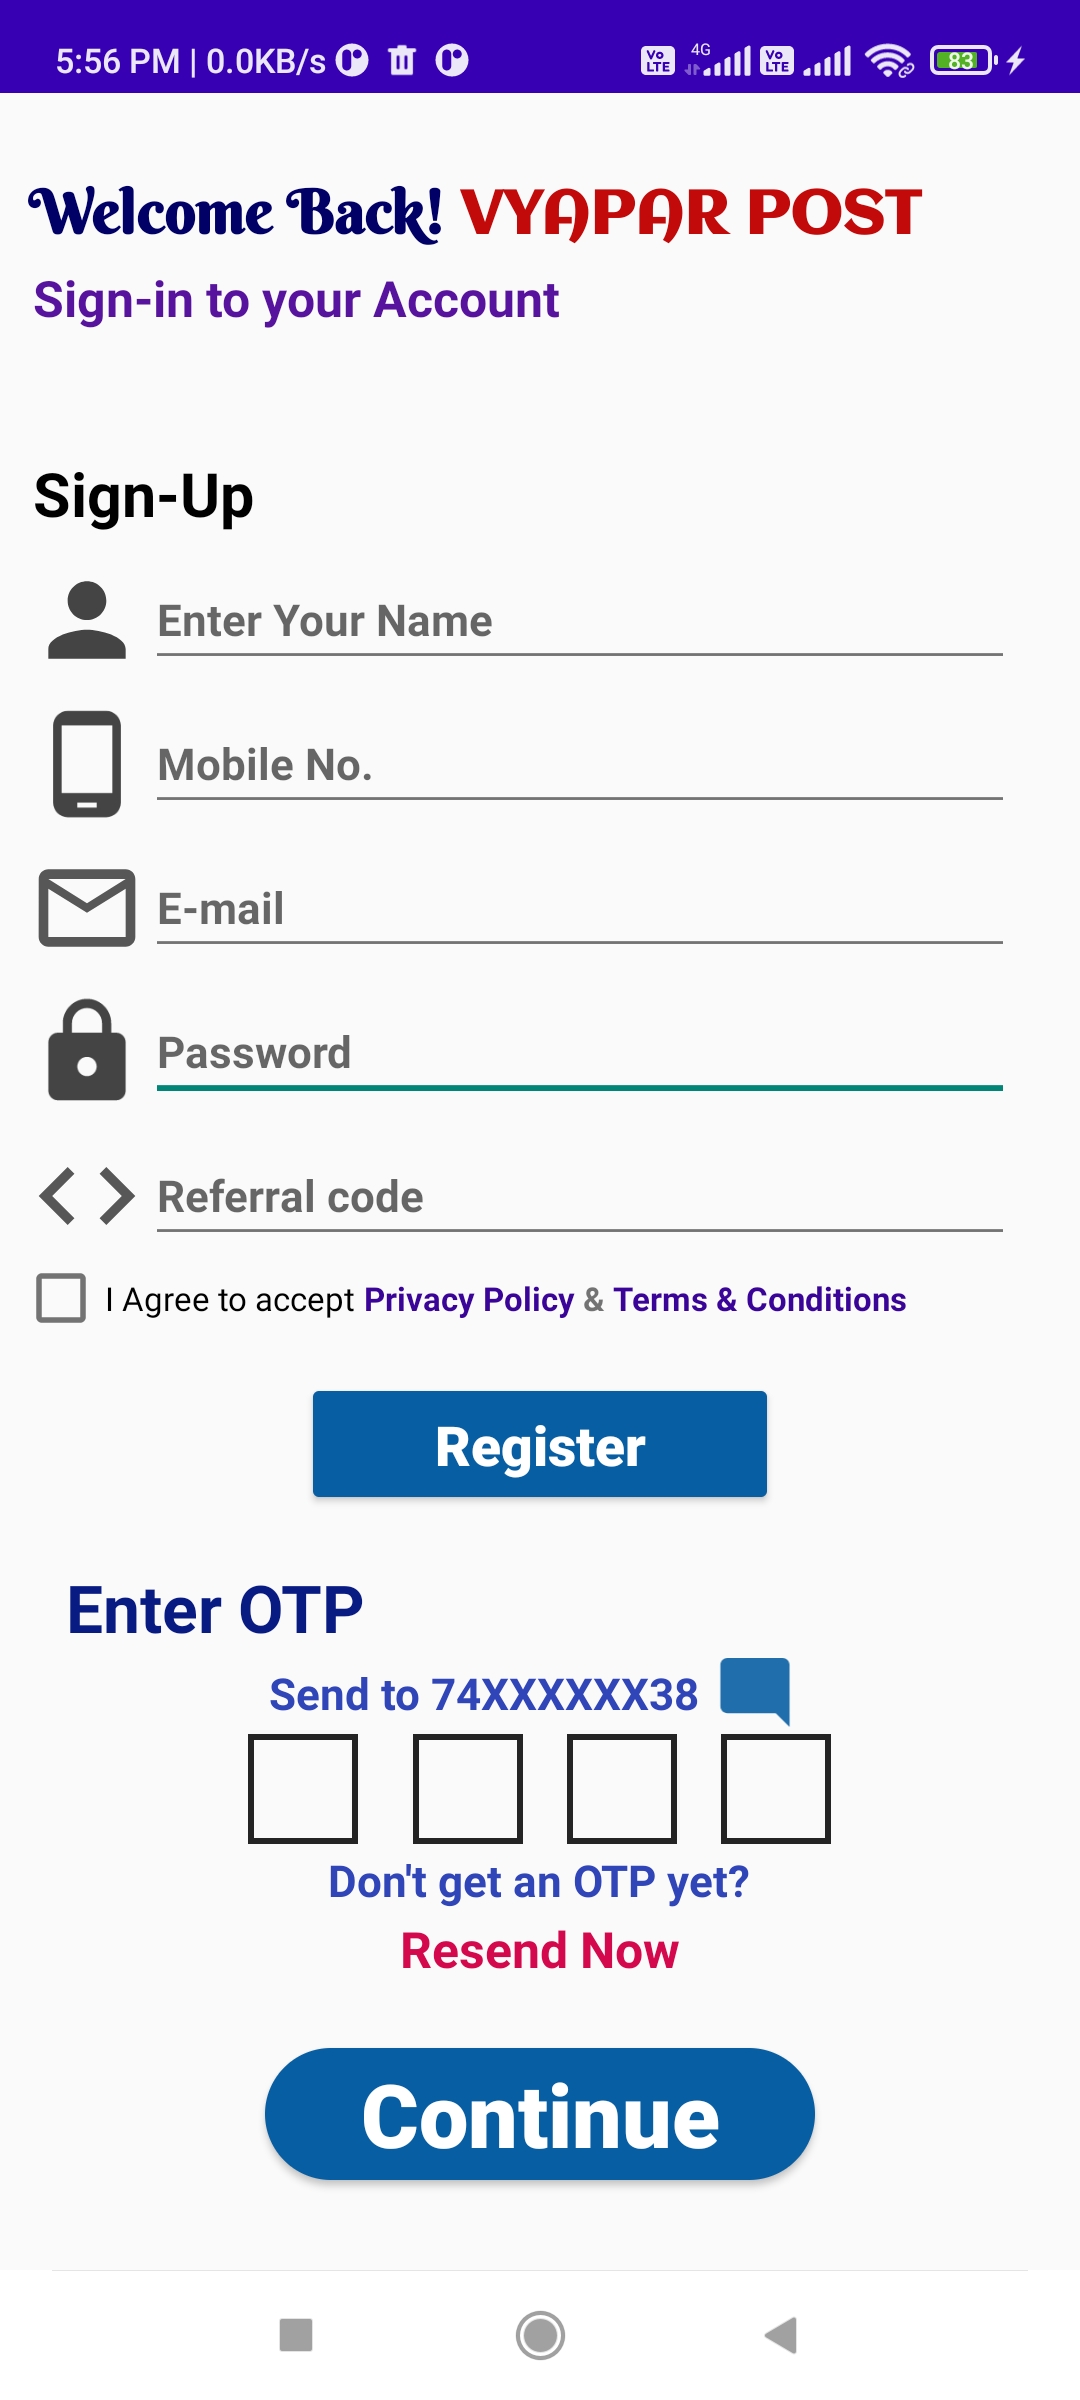 5:56 PM | 0.0KB/s Vo LTE 4G Vo LTE 83
Welcome Back! VYAPAR POST
Sign-in to your Account
Sign-Up
Enter Your Name
Mobile No.
E-mail
Password
Referral code
I Agree to accept Privacy Policy & Terms & Conditions
Register
Enter OTP
Send to 74XXXXXX38
Don't get an OTP yet?
Resend Now
Continue